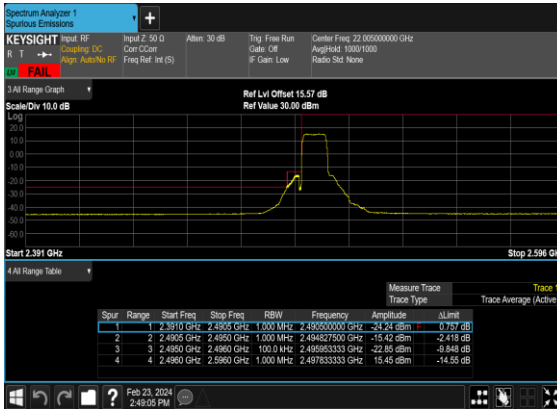 Spectrum Analyzer 1
Spurious Emissions
KEYSIGHT Input: RF Input Z: 50 Ω Atten: 30 dB Trig: Free Run Center Freq: 22.005000000 GHz
R T Coupling: DC Corr CCorr Gate: Off Avg|Hold: 1000/1000
Align: Auto/No RF Freq Ref: Int (S) IF Gain: Low Radio Std: None
LV FAIL
3 All Range Graph
Ref Lvl Offset 15.57 dB
Scale/Div 10.0 dB Ref Value 30.00 dBm
Log
20.0
10.0
0.00
-10.0
-20.0
-30.0
-40.0
-50.0
-60.0
Start 2.391 GHz Stop 2.596 GH
4 All Range Table
Measure Trace Trace 1
Trace Type Trace Average (Active
Spur Range Start Freq Stop Freq RBW Frequency Amplitude ΔLimit
1 1 2.3910 GHz 2.4905 GHz 1.000 MHz 2.490500000 GHz -24.24 dBm F 0.757 dB
2 2 2.4905 GHz 2.4950 GHz 1.000 MHz 2.494827500 GHz -15.42 dBm -2.418 dB
3 3 2.4950 GHz 2.4960 GHz 100.0 kHz 2.495953333 GHz -22.85 dBm -9.848 dB
4 4 2.4960 GHz 2.5960 GHz 1.000 MHz 2.497833333 GHz 15.45 dBm -14.55 dB
Feb 23, 2024
2:49:05 PM